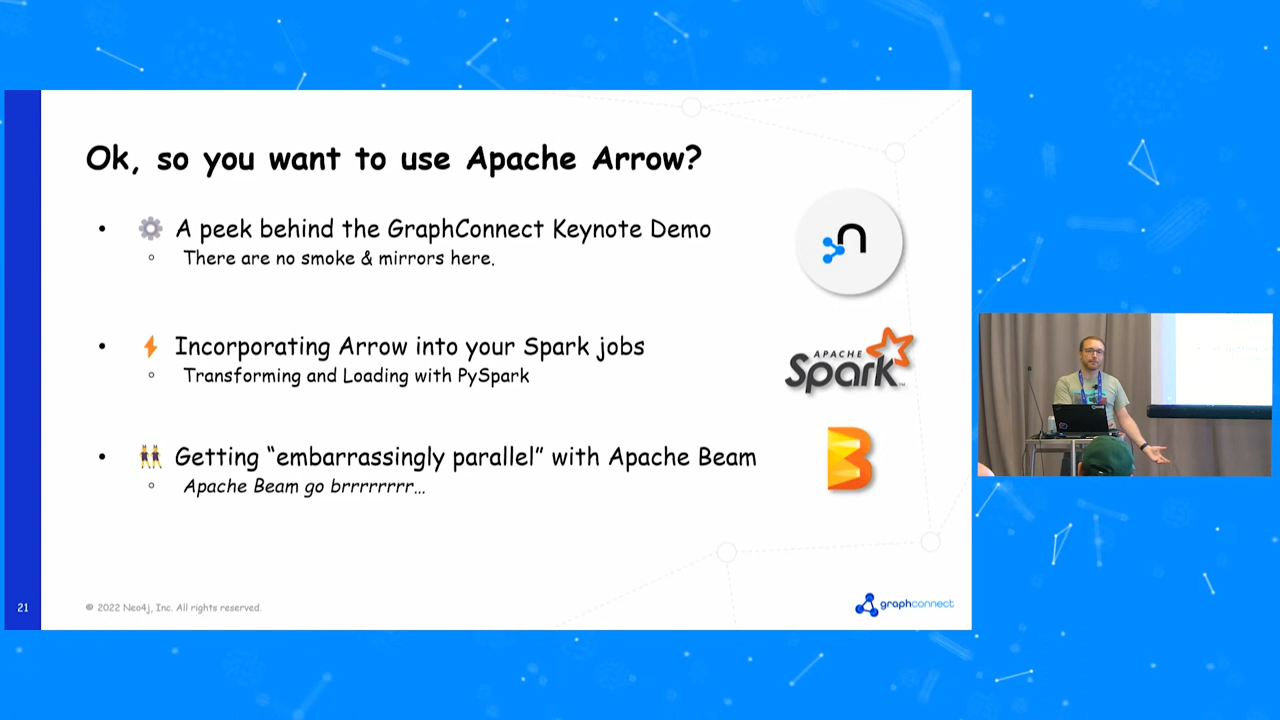 Ok, so you want to use Apache Arrow?
• ⚙ A peek behind the GraphConnect Keynote Demo
◦ There are no smoke & mirrors here.
n
• ⚡ Incorporating Arrow into your Spark jobs
◦ Transforming and Loading with PySpark
APACHE
Spark™
• 👯 Getting “embarrassingly parallel” with Apache Beam
◦ Apache Beam go brrrrrrrr…
B
21
© 2022 Neo4j, Inc. All rights reserved.
graphconnect